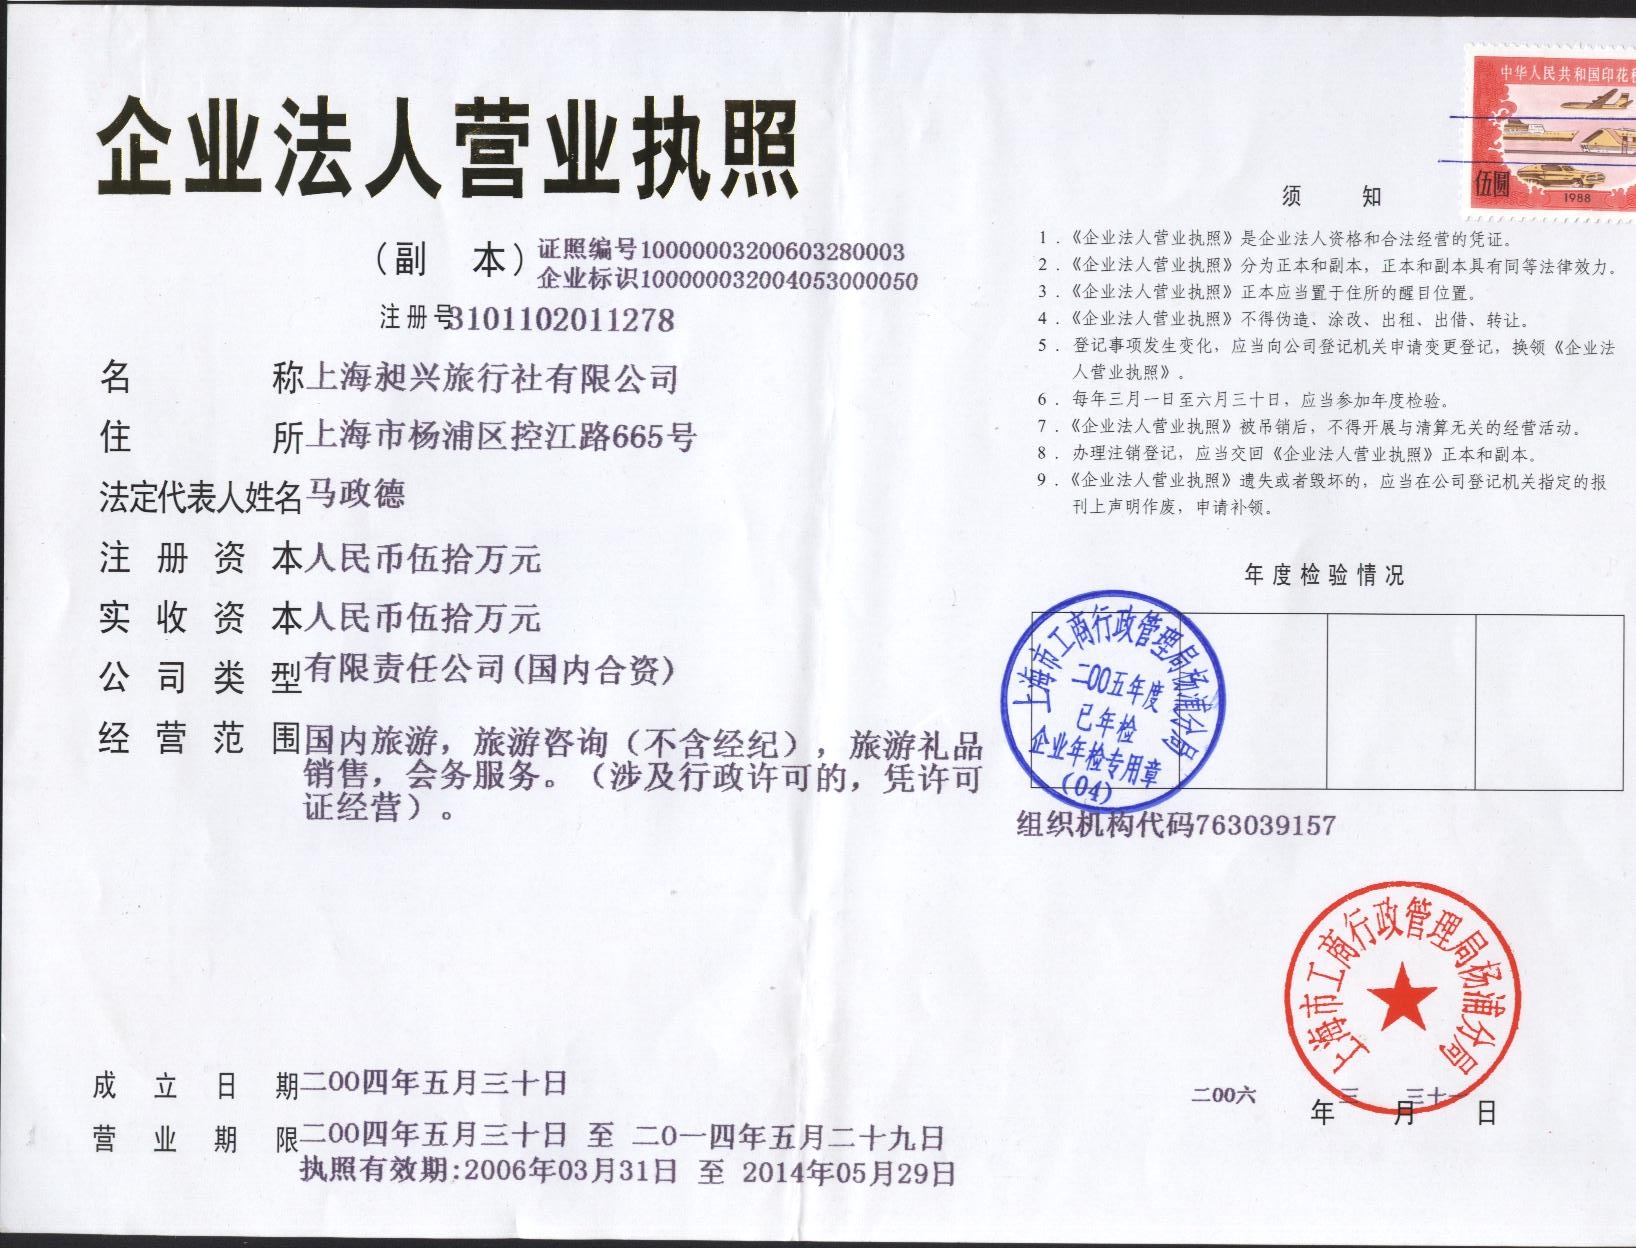 企业法人营业执照
（副 本）
证照编号10000003200603280003
企业标识10000003200405300050
注册号3101102011278
名 称 上海昶兴旅行社有限公司
住 所 上海市杨浦区控江路665号
法定代表人姓名 马政德
注册资本 人民币伍拾万元
实收资本 人民币伍拾万元
公司类型 有限责任公司(国内合资)
经营范围 国内旅游，旅游咨询（不含经纪），旅游礼品
销售，会务服务。（涉及行政许可的，凭许可
证经营）。
成立日期 二00四年五月三十日
营业期限 二00四年五月三十日 至 二0一四年五月二十九日
执照有效期:2006年03月31日 至 2014年05月29日
中华人民共和国印花税
伍圆
1988
须 知
1．《企业法人营业执照》是企业法人资格和合法经营的凭证。
2．《企业法人营业执照》分为正本和副本，正本和副本具有同等法律效力。
3．《企业法人营业执照》正本应当置于住所的醒目位置。
4．《企业法人营业执照》不得伪造、涂改、出租、出借、转让。
5．登记事项发生变化，应当向公司登记机关申请变更登记，换领《企业法
人营业执照》。
6．每年三月一日至六月三十日，应当参加年度检验。
7．《企业法人营业执照》被吊销后，不得开展与清算无关的经营活动。
8．办理注销登记，应当交回《企业法人营业执照》正本和副本。
9．《企业法人营业执照》遗失或者毁坏的，应当在公司登记机关指定的报
刊上声明作废，申请补领。
年度检验情况
上海市工商行政管理局杨浦分局
二00五年度
已年检
企业年检专用章
(04)
组织机构代码763039157
上海市工商行政管理局杨浦分局
二00六 年 三 月 三十一 日